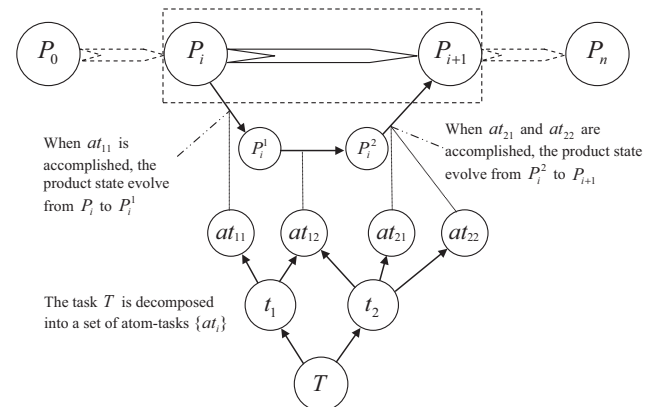 P₀ Pᵢ Pᵢ₊₁ Pₙ
When at₁₁ is
accomplished, the
product state evolve
from Pᵢ to Pᵢ¹
Pᵢ¹ Pᵢ²
When at₂₁ and at₂₂ are
accomplished, the product state
evolve from Pᵢ² to Pᵢ₊₁
at₁₁ at₁₂ at₂₁ at₂₂
The task T is decomposed
into a set of atom-tasks {atᵢ}
t₁ t₂
T